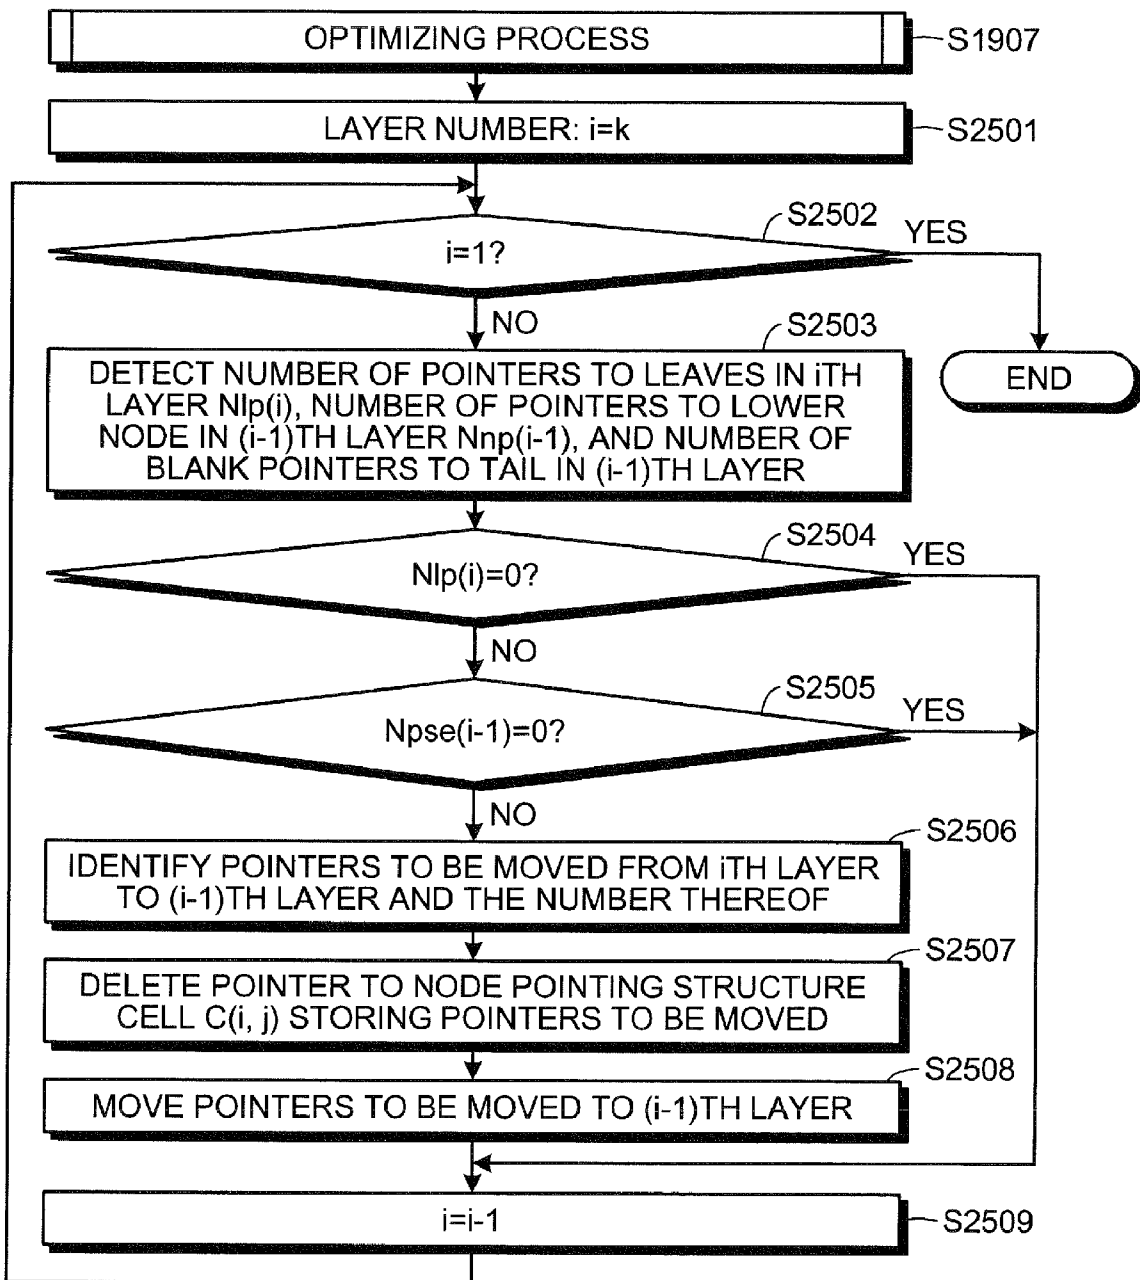 OPTIMIZING PROCESS
S1907
LAYER NUMBER: i=k
S2501
S2502
YES
i=1?
NO
S2503
END
DETECT NUMBER OF POINTERS TO LEAVES IN iTH
LAYER Nlp(i), NUMBER OF POINTERS TO LOWER
NODE IN (i-1)TH LAYER Nnp(i-1), AND NUMBER OF
BLANK POINTERS TO TAIL IN (i-1)TH LAYER
S2504
YES
Nlp(i)=0?
NO
S2505
YES
Npse(i-1)=0?
NO
S2506
IDENTIFY POINTERS TO BE MOVED FROM iTH LAYER
TO (i-1)TH LAYER AND THE NUMBER THEREOF
S2507
DELETE POINTER TO NODE POINTING STRUCTURE
CELL C(i, j) STORING POINTERS TO BE MOVED
S2508
MOVE POINTERS TO BE MOVED TO (i-1)TH LAYER
i=i-1
S2509